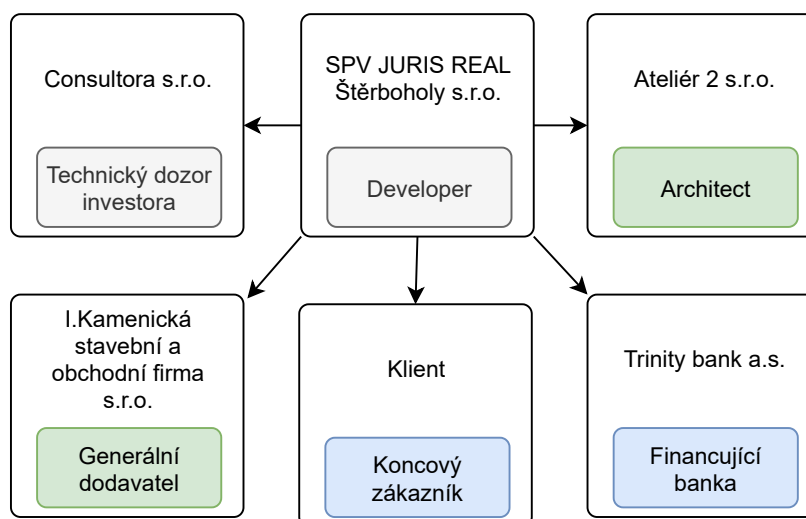 Consultora s.r.o.
Technický dozor
investora
SPV JURIS REAL
Štěrboholy s.r.o.
Developer
Ateliér 2 s.r.o.
Architect
I.Kamenická
stavební a
obchodní firma
s.r.o.
Generální
dodavatel
Klient
Koncový
zákazník
Trinity bank a.s.
Financující
banka